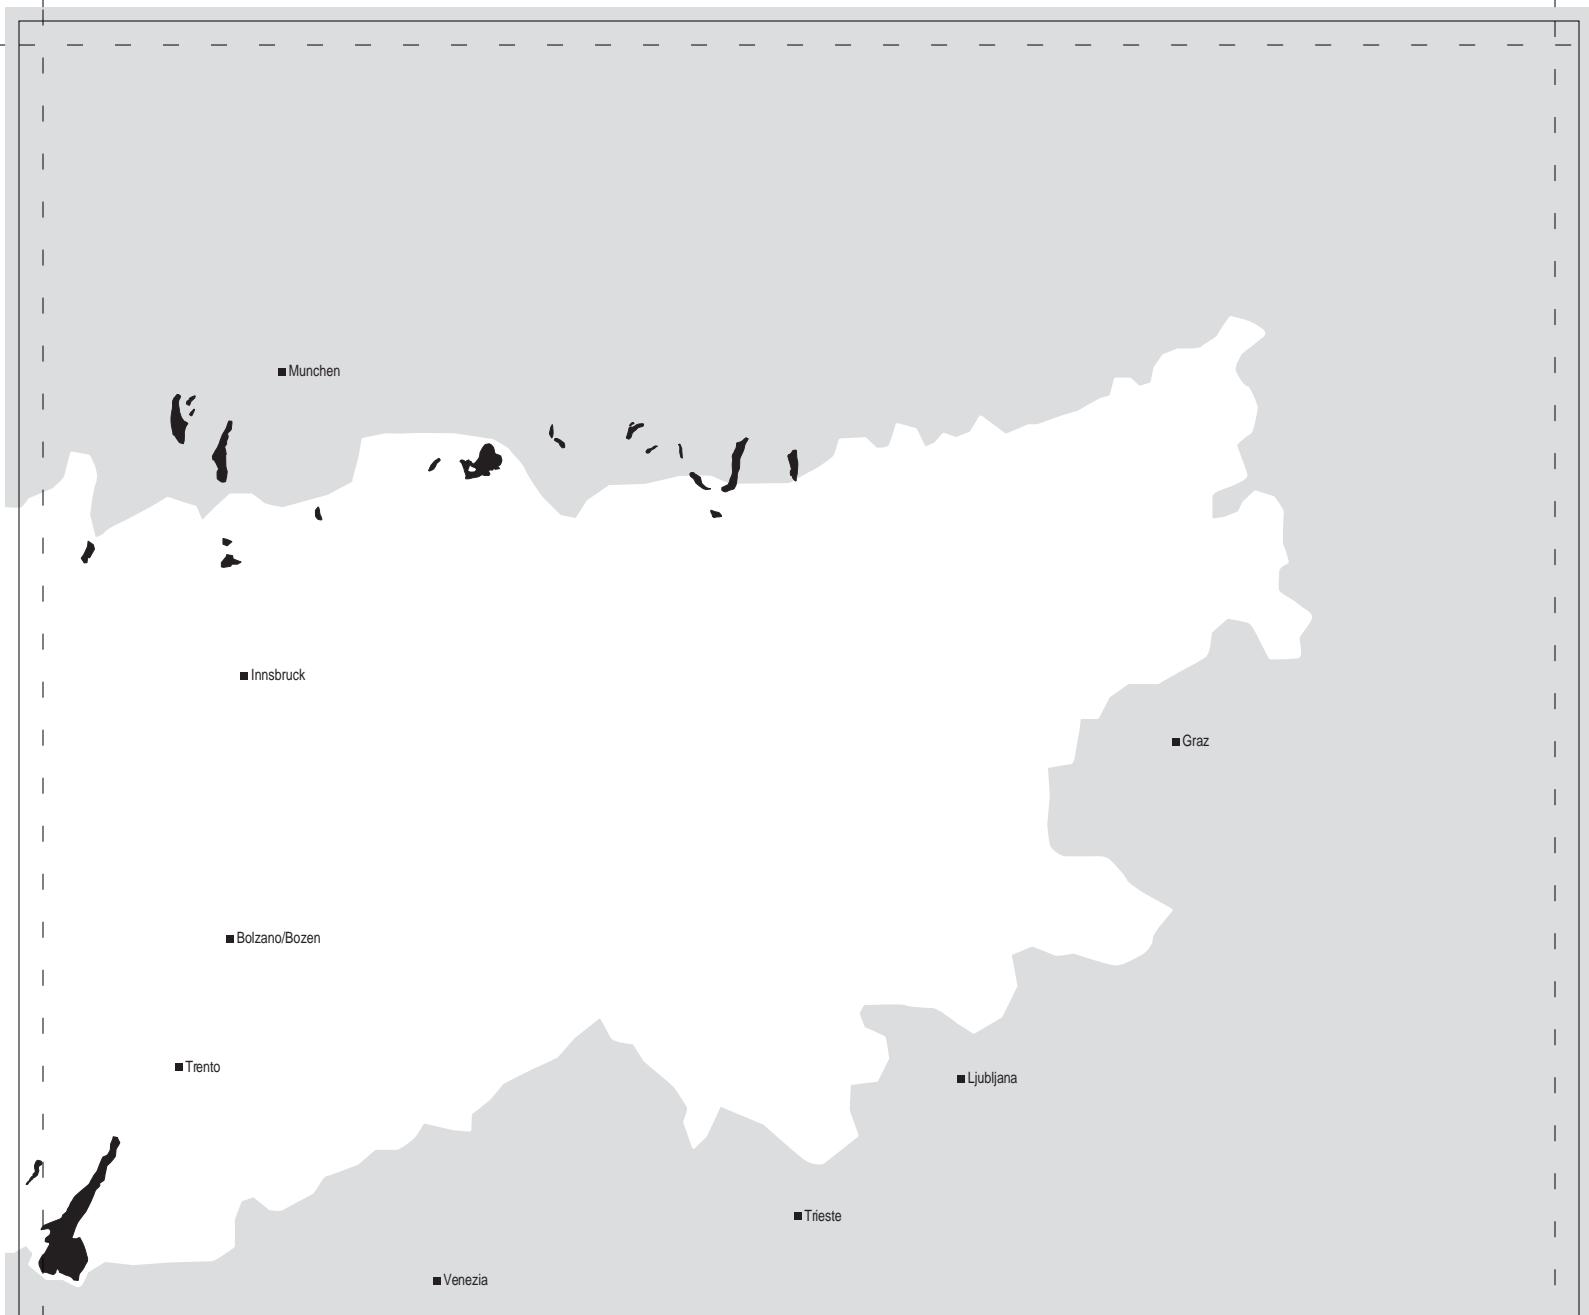 Munchen
Innsbruck
Graz
Bolzano/Bozen
Trento
Ljubljana
Trieste
Venezia